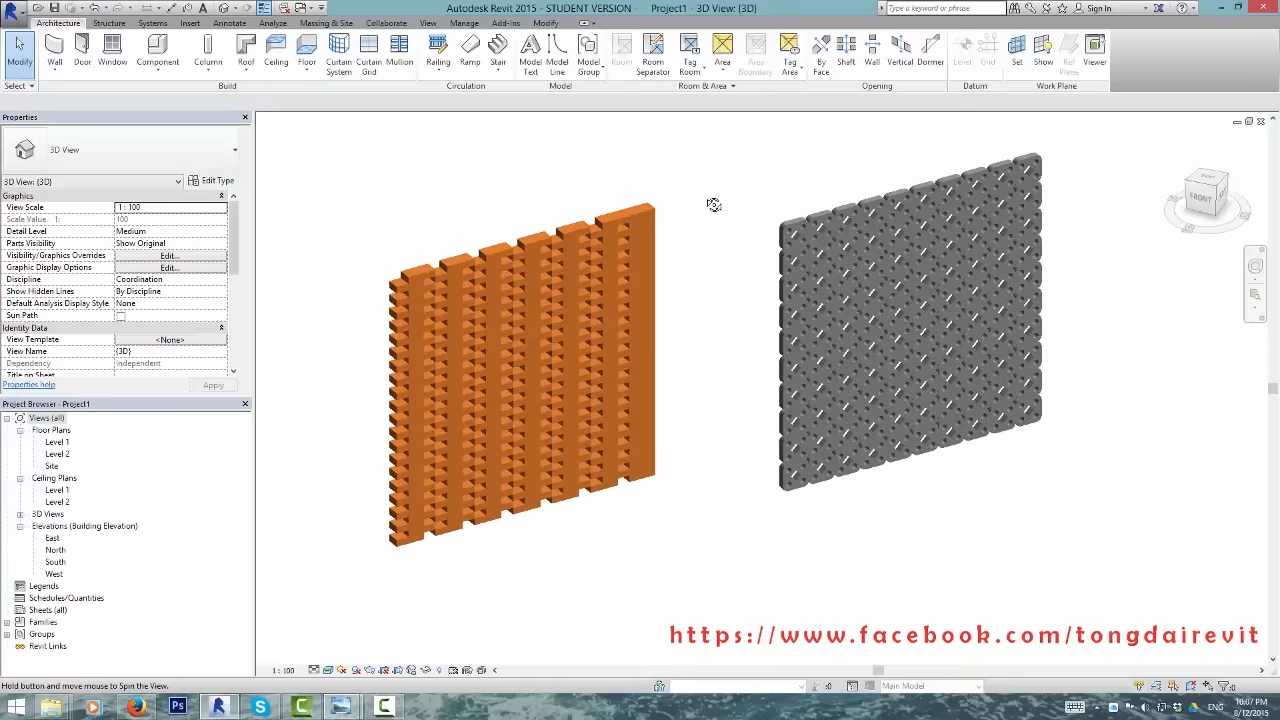 Autodesk Revit 2015 - STUDENT VERSION - Project1 - 3D View: {3D}
Type a keyword or phrase
Sign In
Architecture Structure Systems Insert Annotate Analyze Massing & Site Collaborate View Manage Add-Ins Modify
Modify Wall Door Window Component Column Roof Ceiling Floor Curtain System Curtain Grid Mullion Railing Ramp Stair Model Text Model Line Model Group Room Room Separator Tag Room Area Area Boundary Tag Area By Face Shaft Wall Vertical Dormer Level Grid Set Show Ref Plane Viewer
Select Build Circulation Model Room & Area Opening Datum Work Plane
Properties
3D View
3D View: {3D} Edit Type
Graphics
View Scale 1 : 100
Scale Value 1: 100
Detail Level Medium
Parts Visibility Show Original
Visibility/Graphics Overrides Edit...
Graphic Display Options Edit...
Discipline Coordination
Show Hidden Lines By Discipline
Default Analysis Display Style None
Sun Path
Identity Data
View Template <None>
View Name {3D}
Dependency Independent
Title on Sheet
Properties help Apply
Project Browser - Project1
Views (all)
Floor Plans
Level 1
Level 2
Site
Ceiling Plans
Level 1
Level 2
3D Views
Elevations (Building Elevation)
East
North
South
West
Legends
Schedules/Quantities
Sheets (all)
Families
Groups
Revit Links
FRONT
https://www.facebook.com/tongdairevit
1 : 100
Hold button and move mouse to Spin the View.
:0
Main Model
:0
ENG
10:07 PM
8/12/2015